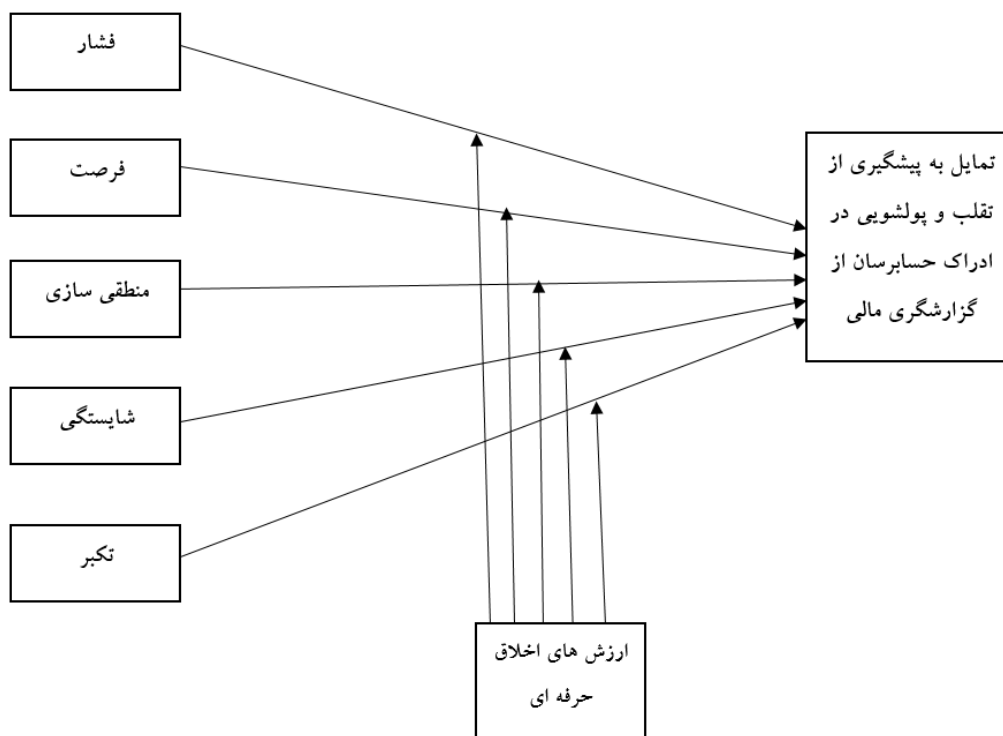 فشار
فرصت
منطقی سازی
شایستگی
تکبر
تمایل به پیشگیری از
تقلب و پولشویی در
ادراک حسابرسان از
گزارشگری مالی
ارزش های اخلاق
حرفه ای